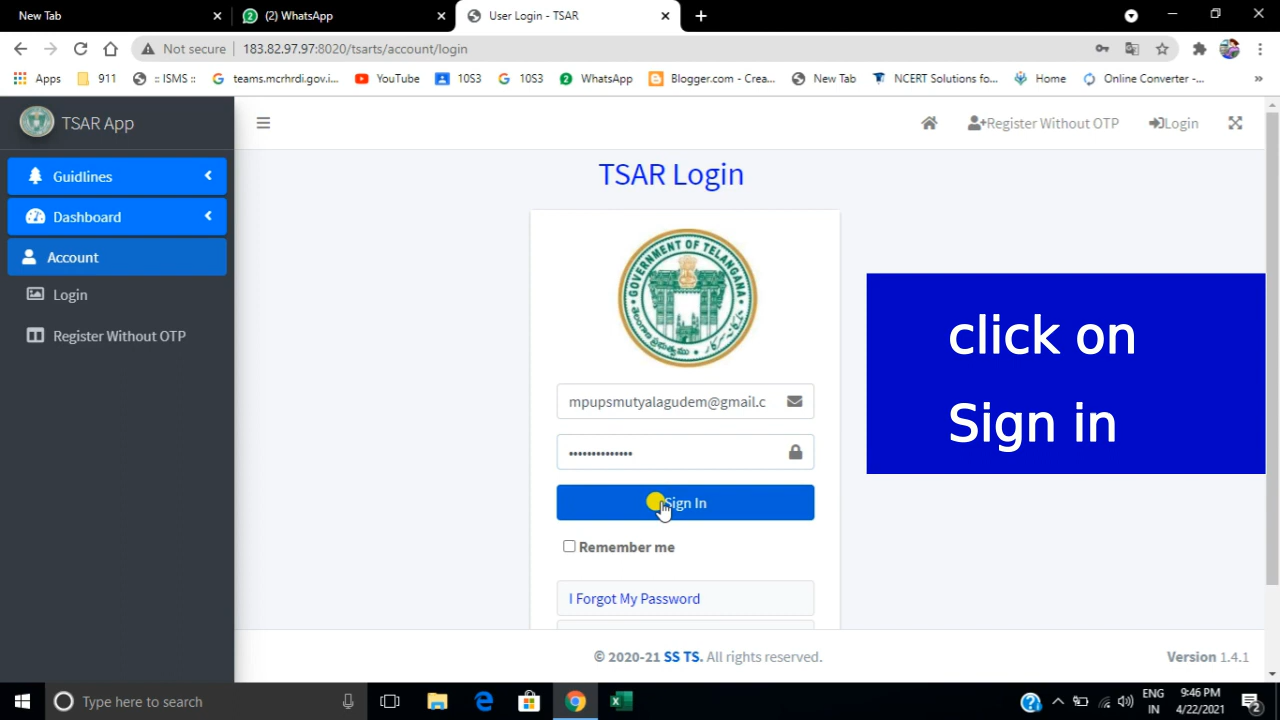 New Tab
(2) WhatsApp
User Login - TSAR
Not secure
183.82.97.97:8020/tsarts/account/login
Apps
911
:: ISMS ::
teams.mcrhrdi.gov.i...
YouTube
10S3
10S3
WhatsApp
Blogger.com - Crea...
New Tab
NCERT Solutions fo...
Home
Online Converter -...
»
TSAR App
Register Without OTP
Login
Guidlines
Dashboard
Account
Login
Register Without OTP
TSAR Login
GOVERNMENT OF TELANGANA
mpupsmutyalagudem@gmail.c
••••••••••••••
Sign In
Remember me
I Forgot My Password
click on
Sign in
© 2020-21 SS TS. All rights reserved.
Version 1.4.1
Type here to search
ENG
IN
9:46 PM
4/22/2021
2